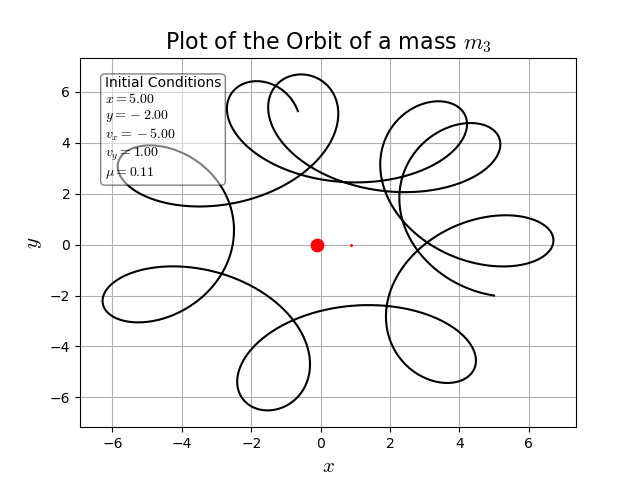 Plot of the Orbit of a mass m₃
Initial Conditions
x = 5.00
y = −2.00
vₓ = −5.00
v_y = 1.00
μ = 0.11
6
4
2
0
−2
−4
−6
y
−6 −4 −2 0 2 4 6
x